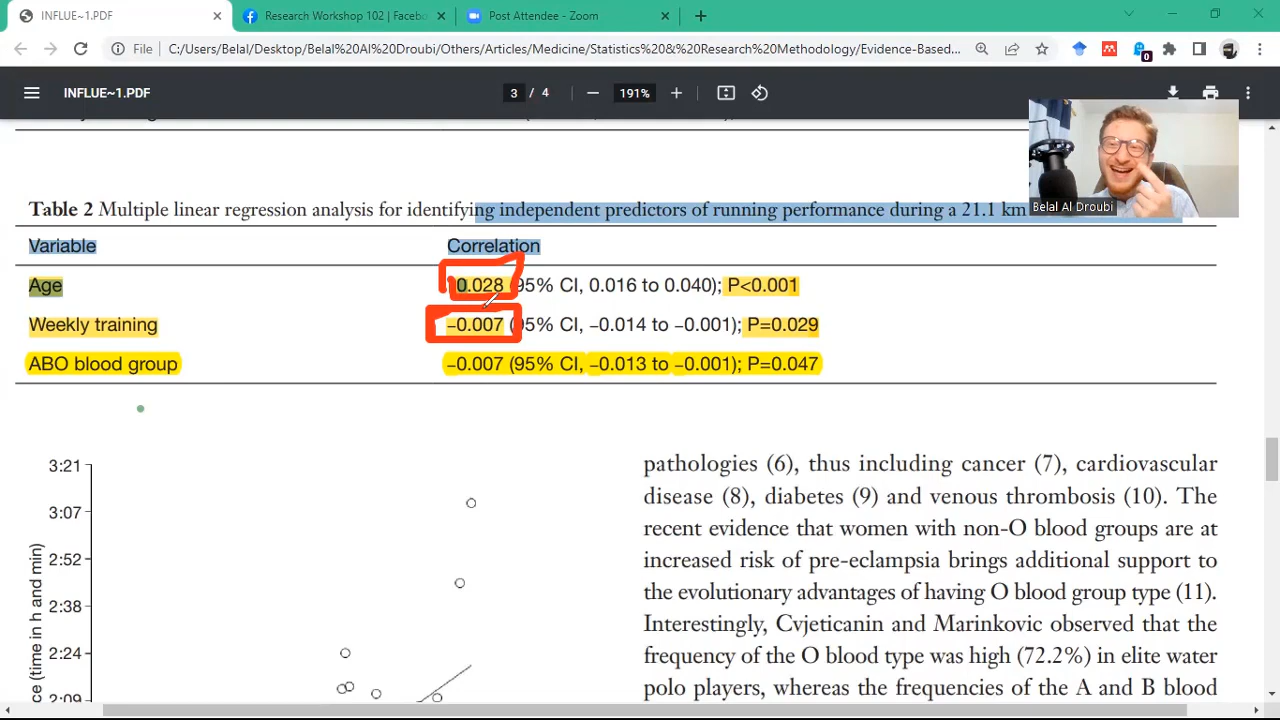 INFLUE~1.PDF
Research Workshop 102 | Facebo
Post Attendee - Zoom
File
C:/Users/Belal/Desktop/Belal%20Al%20Droubi/Others/Articles/Medicine/Statistics%20&%20Research%20Methodology/Evidence-Based...
0
INFLUE~1.PDF
3 / 4
191%
Belal Al Droubi
Table 2 Multiple linear regression analysis for identifying independent predictors of running performance during a 21.1 km
Variable Correlation
Age 0.028 (95% CI, 0.016 to 0.040); P<0.001
Weekly training −0.007 (95% CI, −0.014 to −0.001); P=0.029
ABO blood group −0.007 (95% CI, −0.013 to −0.001); P=0.047
3:21
3:07
2:52
2:38
2:24
2:09
ce (time in h and min)
pathologies (6), thus including cancer (7), cardiovascular
disease (8), diabetes (9) and venous thrombosis (10). The
recent evidence that women with non-O blood groups are at
increased risk of pre-eclampsia brings additional support to
the evolutionary advantages of having O blood group type (11).
Interestingly, Cvjeticanin and Marinkovic observed that the
frequency of the O blood type was high (72.2%) in elite water
polo players, whereas the frequencies of the A and B blood